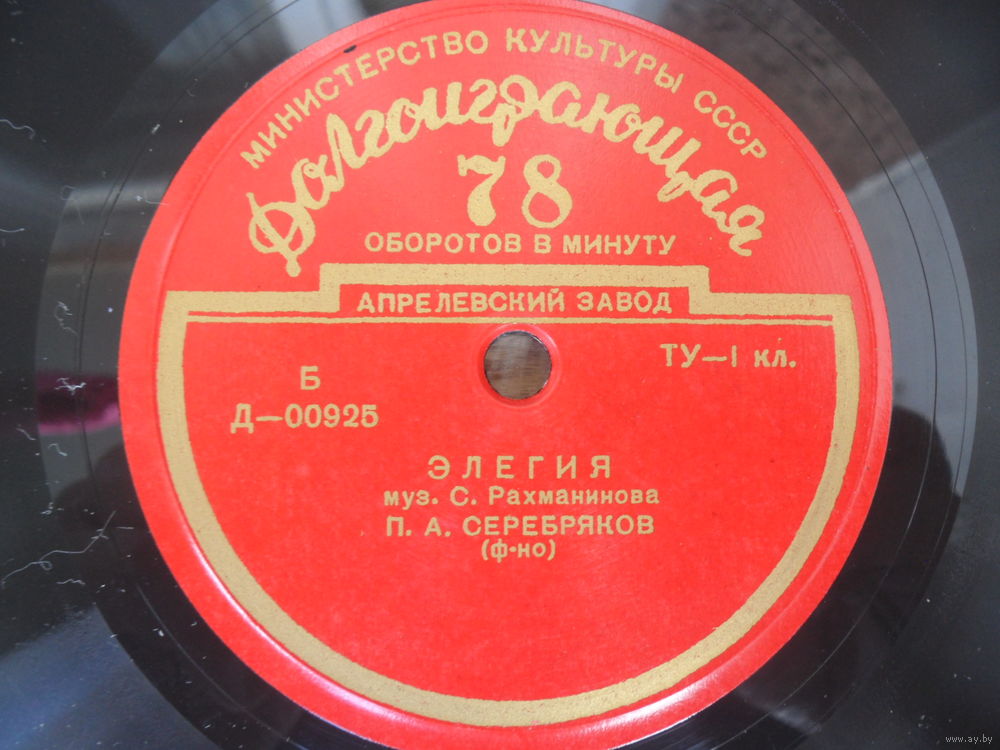 МИНИСТЕРСТВО КУЛЬТУРЫ СССР
Долгоиграющая
78
ОБОРОТОВ В МИНУТУ
АПРЕЛЕВСКИЙ ЗАВОД
ТУ—I кл.
Б
Д—00925
ЭЛЕГИЯ
муз. С. Рахманинова
П. А. СЕРЕБРЯКОВ
(ф-но)
www.ay.by